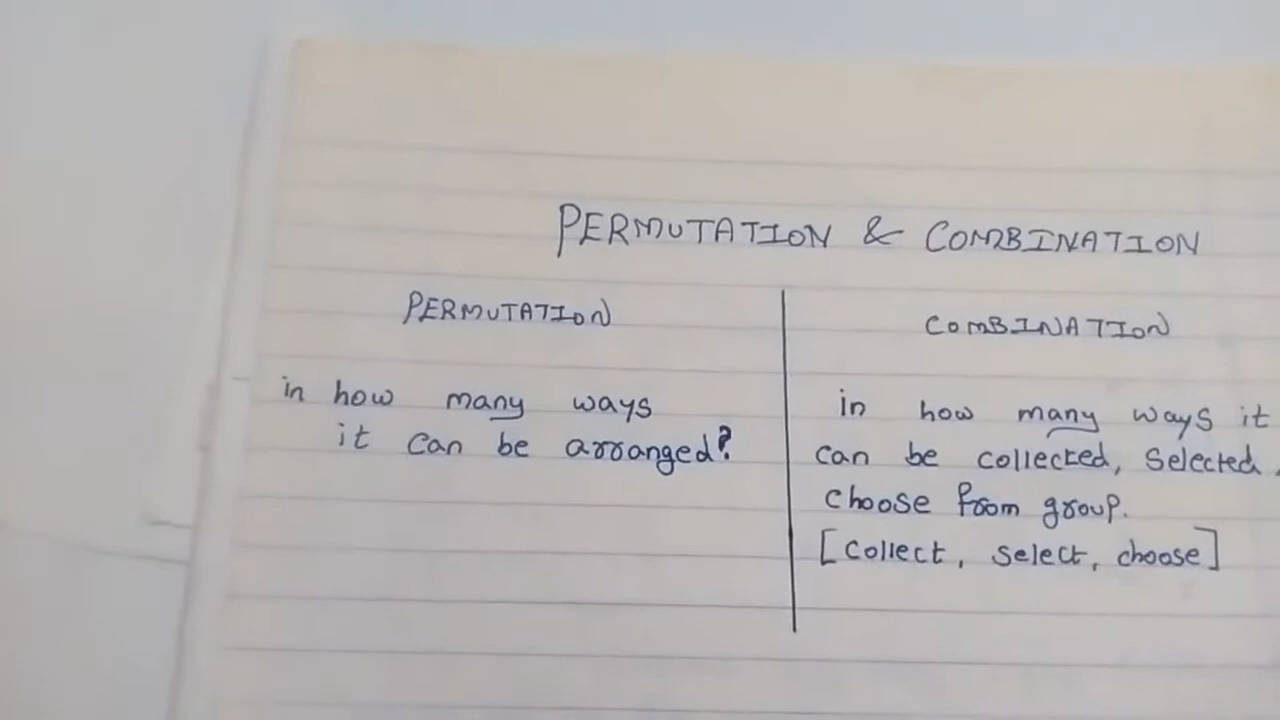 PERMUTATION & COMBINATION
PERMUTATION
in how many ways
it can be arranged?
COMBINATION
in how many ways it
can be collected, Selected,
choose from group.
[collect, select, choose]